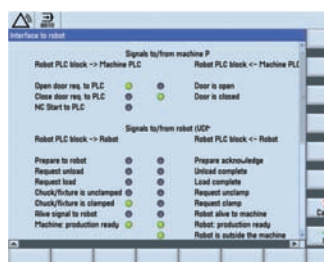 Interface to robot
Signals to/from machine P
Robot PLC block -> Machine PLC Robot PLC block <- Machine PLC
Open door req. to PLC Door is open
Close door req. to PLC Door is closed
NC Start to PLC
Signals to/from robot (UDM
Robot PLC block -> Robot Robot PLC block <- Robot
Prepare to robot Prepare acknowledge
Request unload Unload complete
Request load Load complete
Chuck/fixture is unclamped Request unclamp
Chuck/fixture is clamped Request clamp
Alive signal to robot Robot alive to machine
Machine: production ready Robot: production ready
Robot is outside the machine